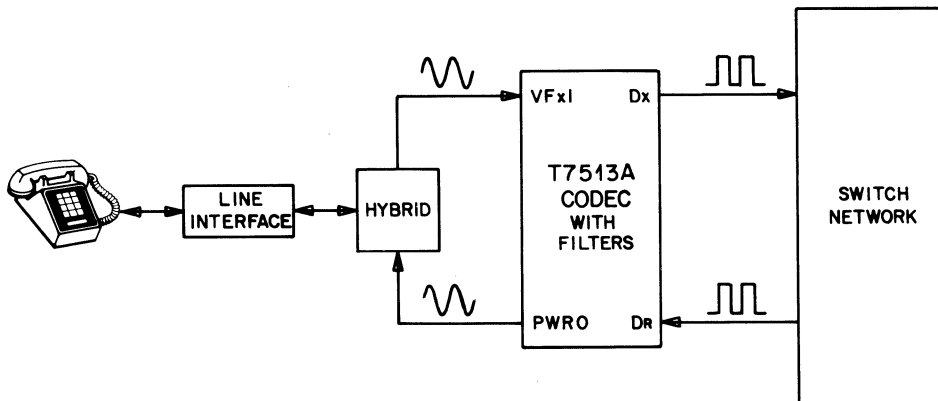 VFxI
Dx
T7513A
CODEC
WITH
FILTERS
PWRO
DR
LINE
INTERFACE
HYBRID
SWITCH
NETWORK